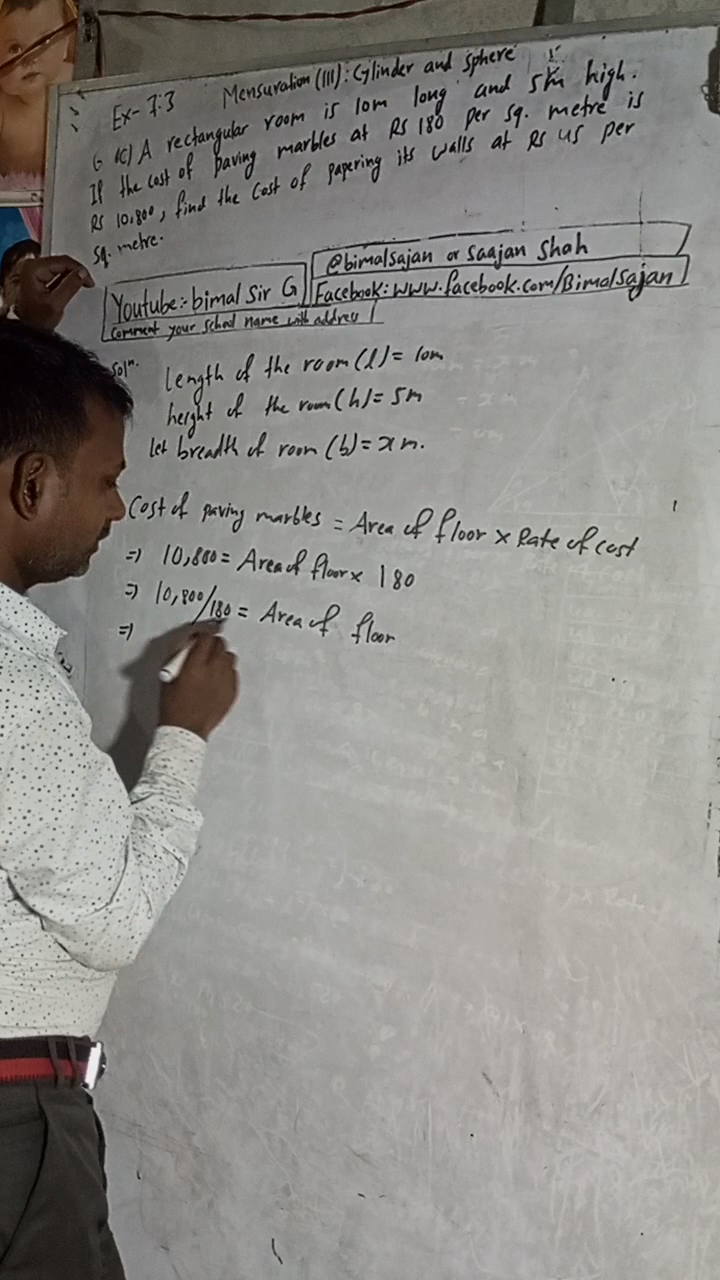 Ex- 7.3 Mensuration (III): Cylinder and sphere
G (C) A rectangular room is 10m long and 5m high.
If the cost of paving marbles at RS 180 per sq. metre is
RS 10,800, find the cost of papering its walls at RS 45 per
sq. metre.
@bimalsajan or Saajan Shah
Youtube:- bimal Sir G
Facebook: www.facebook.com/Bimalsajan
Comment your school name with address
Solⁿ.
Length of the room (l) = 10m
height of the room (h) = 5m
let breadth of room (b) = x m.
Cost of paving marbles = Area of floor × Rate of cost
=> 10,800 = Area of floor × 180
=> 10,800/180 = Area of floor
=>